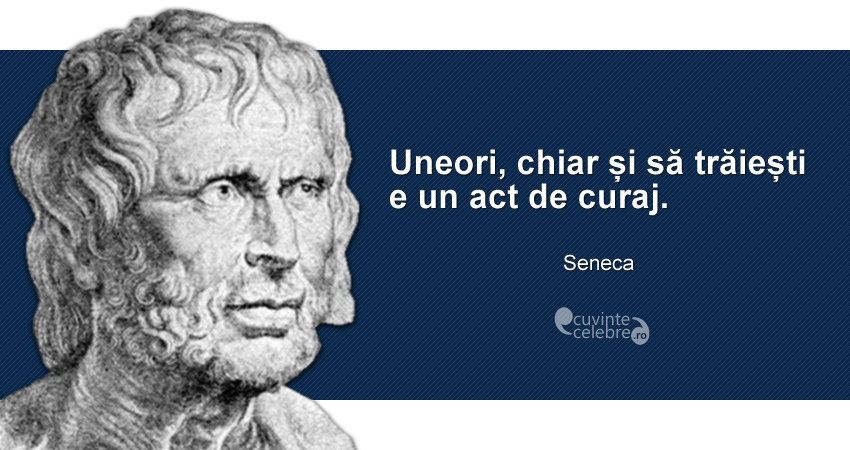 Uneori, chiar și să trăiești
e un act de curaj.
Seneca
cuvinte
celebre.ro